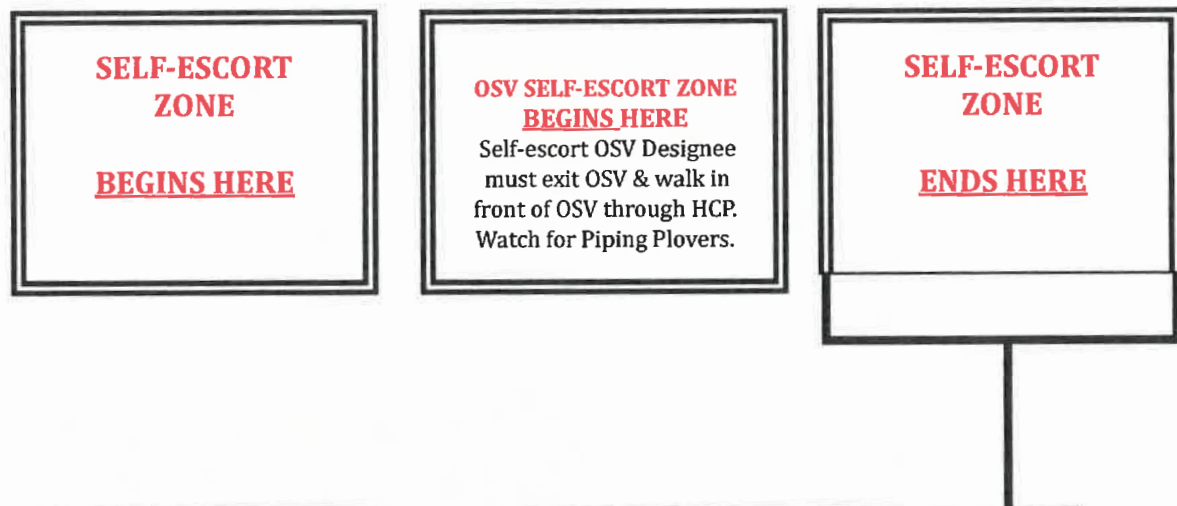 SELF-ESCORT
ZONE
BEGINS HERE
OSV SELF-ESCORT ZONE
BEGINS HERE
Self-escort OSV Designee
must exit OSV & walk in
front of OSV through HCP.
Watch for Piping Plovers.
SELF-ESCORT
ZONE
ENDS HERE